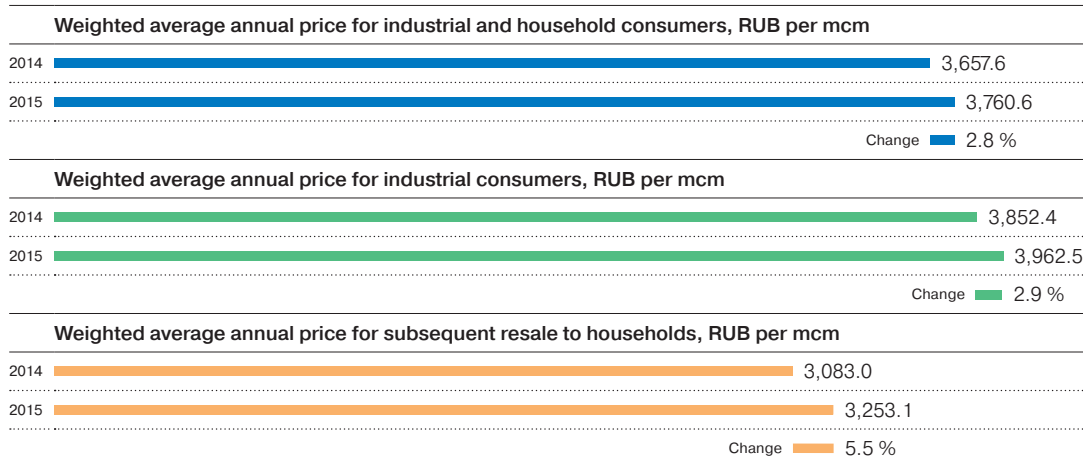 Weighted average annual price for industrial and household consumers, RUB per mcm
2014 3,657.6
2015 3,760.6
Change 2.8 %
Weighted average annual price for industrial consumers, RUB per mcm
2014 3,852.4
2015 3,962.5
Change 2.9 %
Weighted average annual price for subsequent resale to households, RUB per mcm
2014 3,083.0
2015 3,253.1
Change 5.5 %